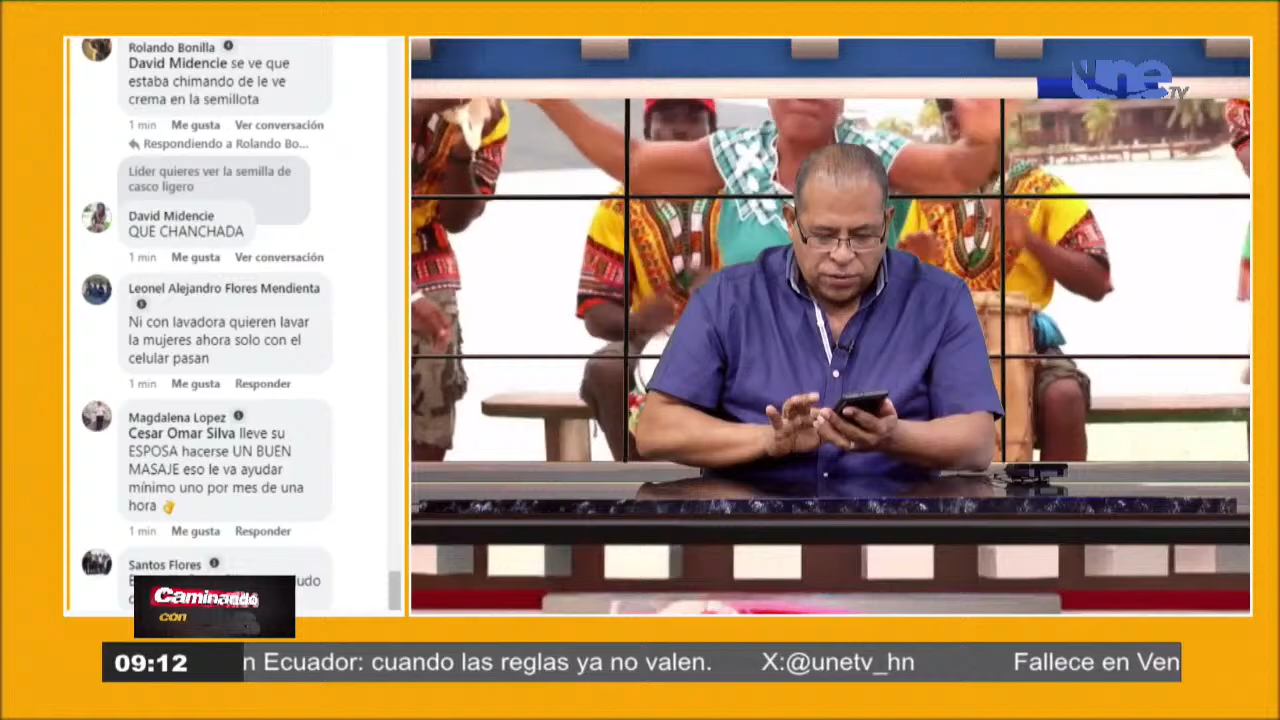 Rolando Bonilla
David Midencie se ve que
estaba chimando de le ve
crema en la semillota
1 min Me gusta Ver conversación
Respondiendo a Rolando Bo...
Líder quieres ver la semilla de
casco ligero
David Midencie
QUE CHANCHADA
1 min Me gusta Ver conversación
Leonel Alejandro Flores Mendienta
Ni con lavadora quieren lavar
la mujeres ahora solo con el
celular pasan
1 min Me gusta Responder
Magdalena Lopez
Cesar Omar Silva lleve su
ESPOSA hacerse UN BUEN
MASAJE eso le va ayudar
mínimo uno por mes de una
hora 👌
1 min Me gusta Responder
Santos Flores
udo
une
TV
Caminando
con
09:12
n Ecuador: cuando las reglas ya no valen. X:@unetv_hn Fallece en Ven